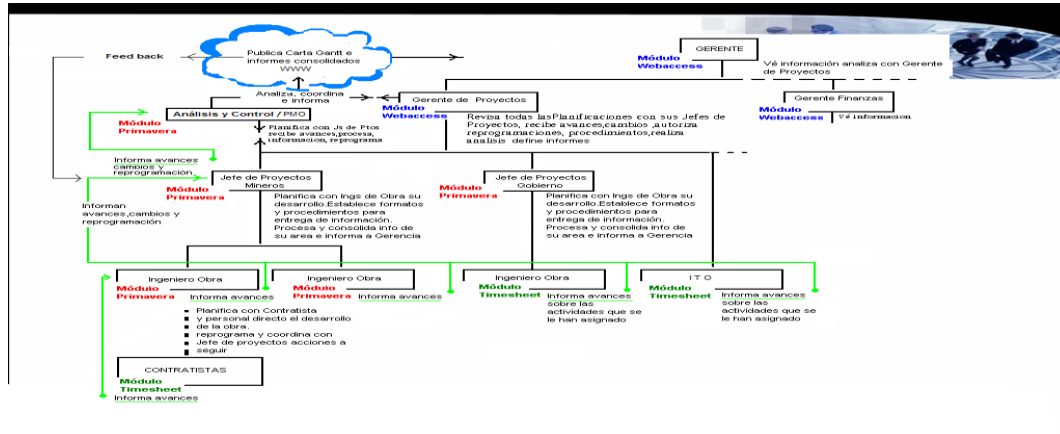 Feed back
Publica Carta Gantt e
informes consolidados
WWW
GERENTE
Módulo
Webaccess
Vé información analiza con Gerente
de Proyectos
Analiza, coordina
e informa
Gerente de Proyectos
Módulo
Webaccess
Gerente Finanzas
Módulo
Webaccess
Vé informacion
Análisis y Control / PMO
Módulo
Primavera
Planifica con Js de Ptos
recibe avances,procesa,
informacion, reprograma
Revisa todas lasPlanificaciones con sus Jefes de
Proyectos, recibe avances,cambios ,autoriza
reprogramaciones, procedimientos,realiza
analisis define informes
Informa avances
cambios y
reprogramación
Jefe de Proyectos
Mineros
Módulo
Primavera
Jefe de Proyectos
Gobierno
Módulo
Primavera
Planifica con Ings de Obra su
desarrollo.Establece formatos
y procedimientos para
entrega de información.
Procesa y consolida info de
su area e informa a Gerencia
Planifica con Ings de Obra su
desarrollo.Establece formatos
y procedimientos para
entrega de información.
Procesa y consolida info de
su area e informa a Gerencia
Informan
avances,cambios y
reprogramación
Ingeniero Obra
Módulo
Primavera
Informa avances
Ingeniero Obra
Módulo
Primavera
Informa avances
Ingeniero Obra
Módulo
Timesheet
Informa avances
sobre las
actividades que se
le han asignado
I T O
Módulo
Timesheet
Informa avances
sobre las
actividades que se
le han asignado
Planifica con Contratista
y personal directo el desarrollo
de la obra.
reprograma y coordina con
Jefe de proyectos acciones a
seguir
CONTRATISTAS
Módulo
Timesheet
Informa avances